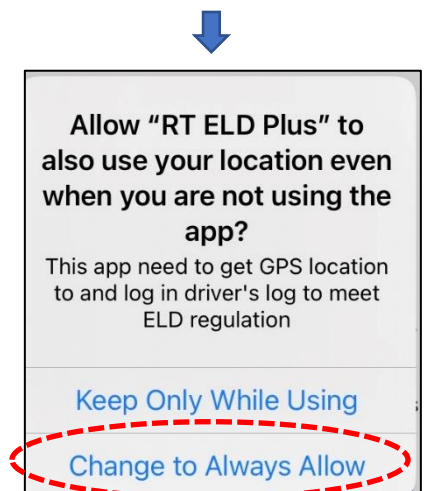 Allow “RT ELD Plus” to
also use your location even
when you are not using the
app?
This app need to get GPS location
to and log in driver's log to meet
ELD regulation
Keep Only While Using
Change to Always Allow